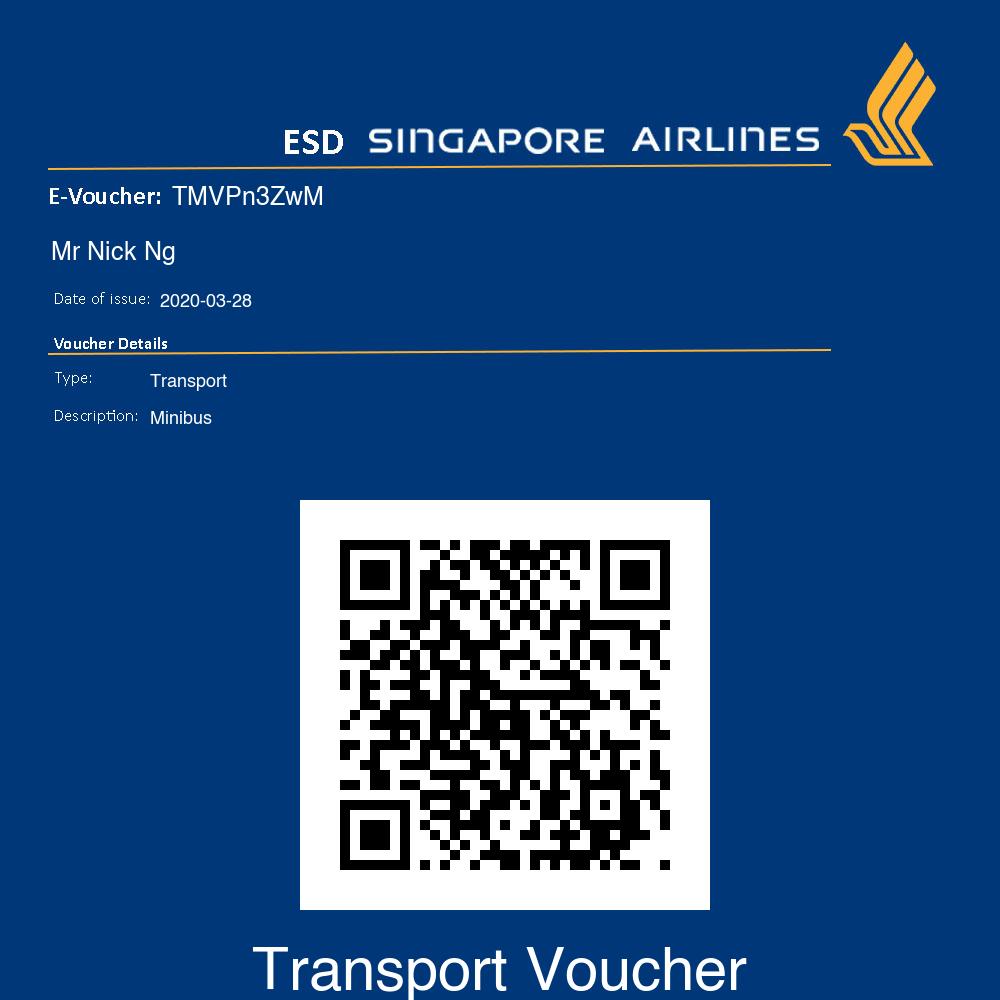 ESD SINGAPORE AIRLINES
E-Voucher: TMVPn3ZwM
Mr Nick Ng
Date of issue: 2020-03-28
Voucher Details
Type: Transport
Description: Minibus
Transport Voucher